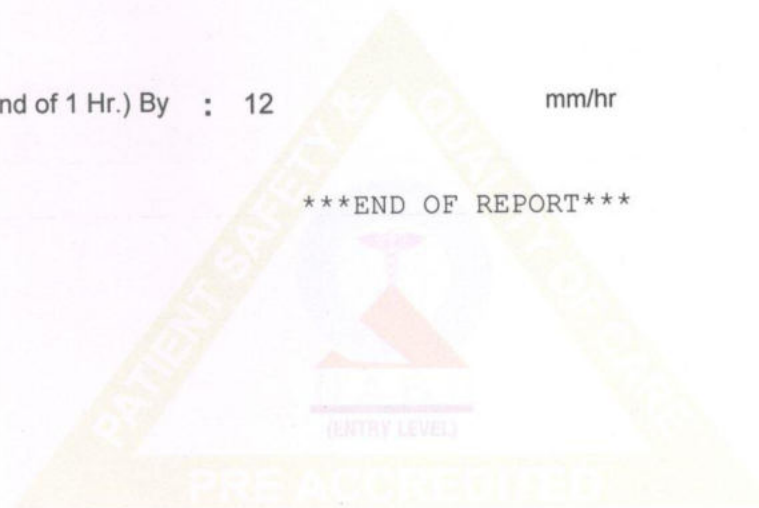 nd of 1 Hr.) By : 12 mm/hr
***END OF REPORT***
PATIENT SAFETY & QUALITY OF CARE
(ENTRY LEVEL)
PRE ACCREDITED